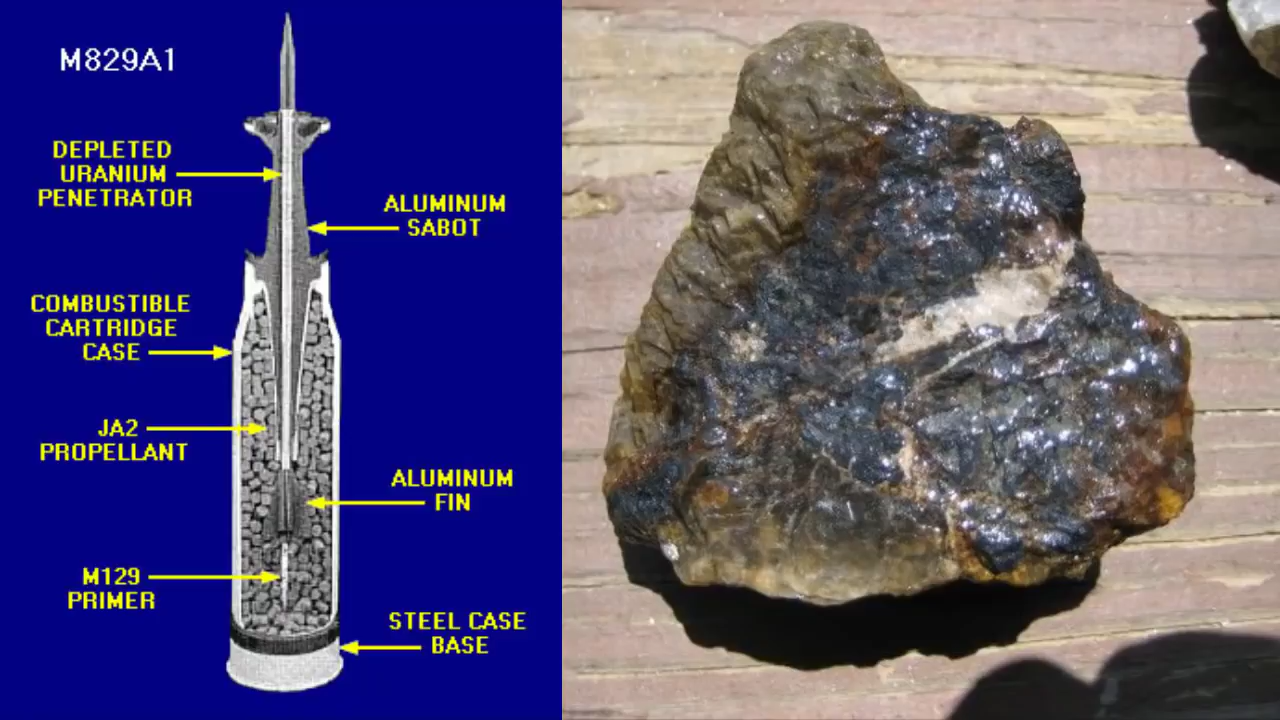 M829A1
DEPLETED
URANIUM
PENETRATOR
ALUMINUM
SABOT
COMBUSTIBLE
CARTRIDGE
CASE
JA2
PROPELLANT
ALUMINUM
FIN
M129
PRIMER
STEEL CASE
BASE